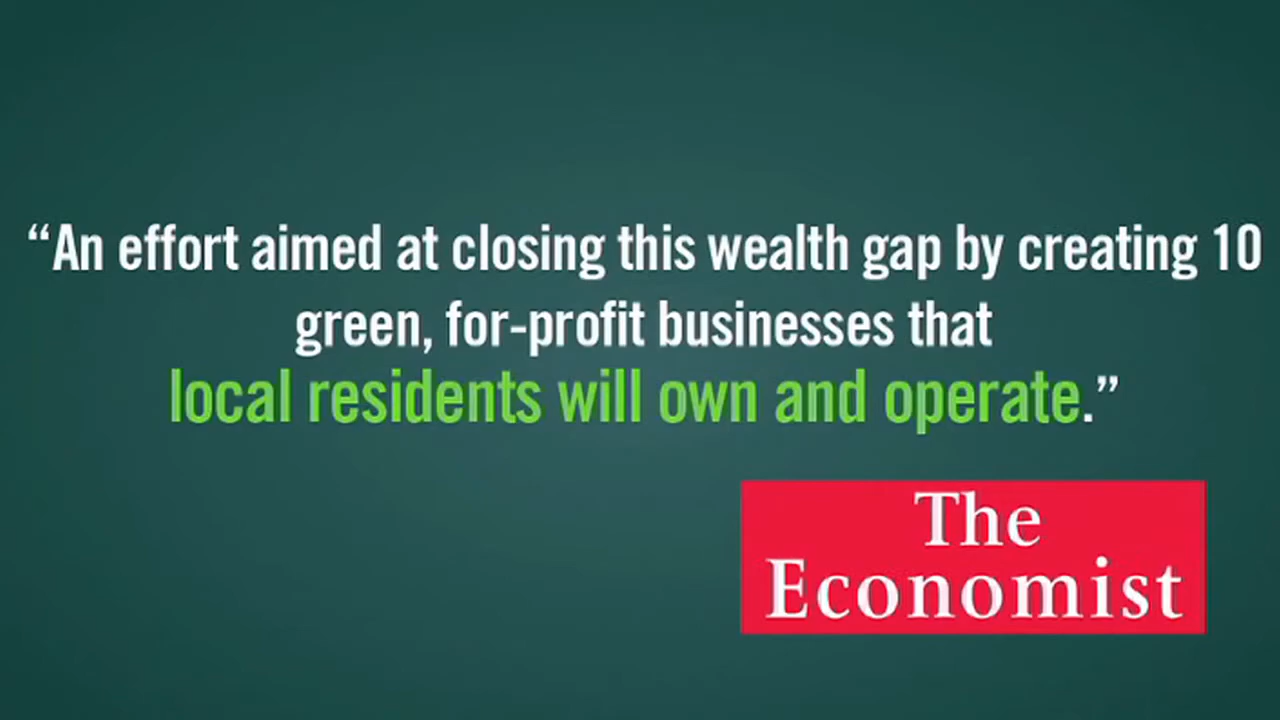 “An effort aimed at closing this wealth gap by creating 10
green, for-profit businesses that
local residents will own and operate.”
The
Economist